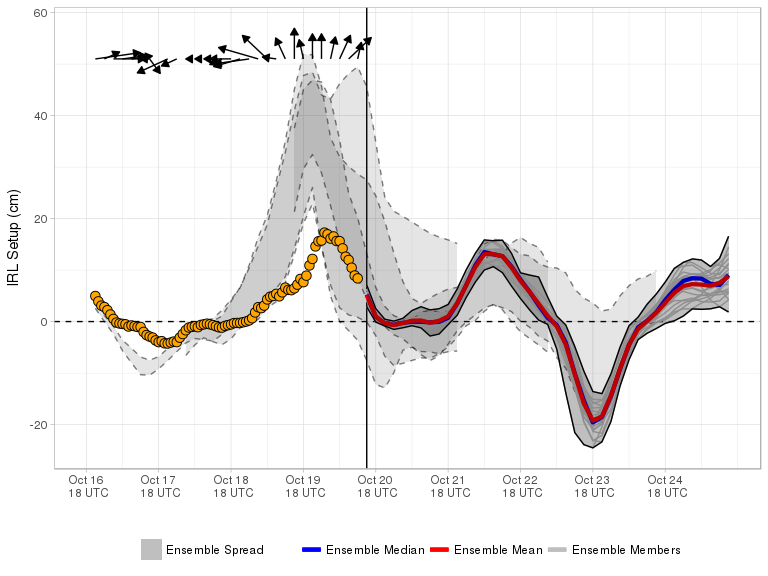 60
40
20
0
-20
IRL Setup (cm)
Oct 16 Oct 17 Oct 18 Oct 19 Oct 20 Oct 21 Oct 22 Oct 23 Oct 24
18 UTC 18 UTC 18 UTC 18 UTC 18 UTC 18 UTC 18 UTC 18 UTC 18 UTC
Ensemble Spread Ensemble Median Ensemble Mean Ensemble Members